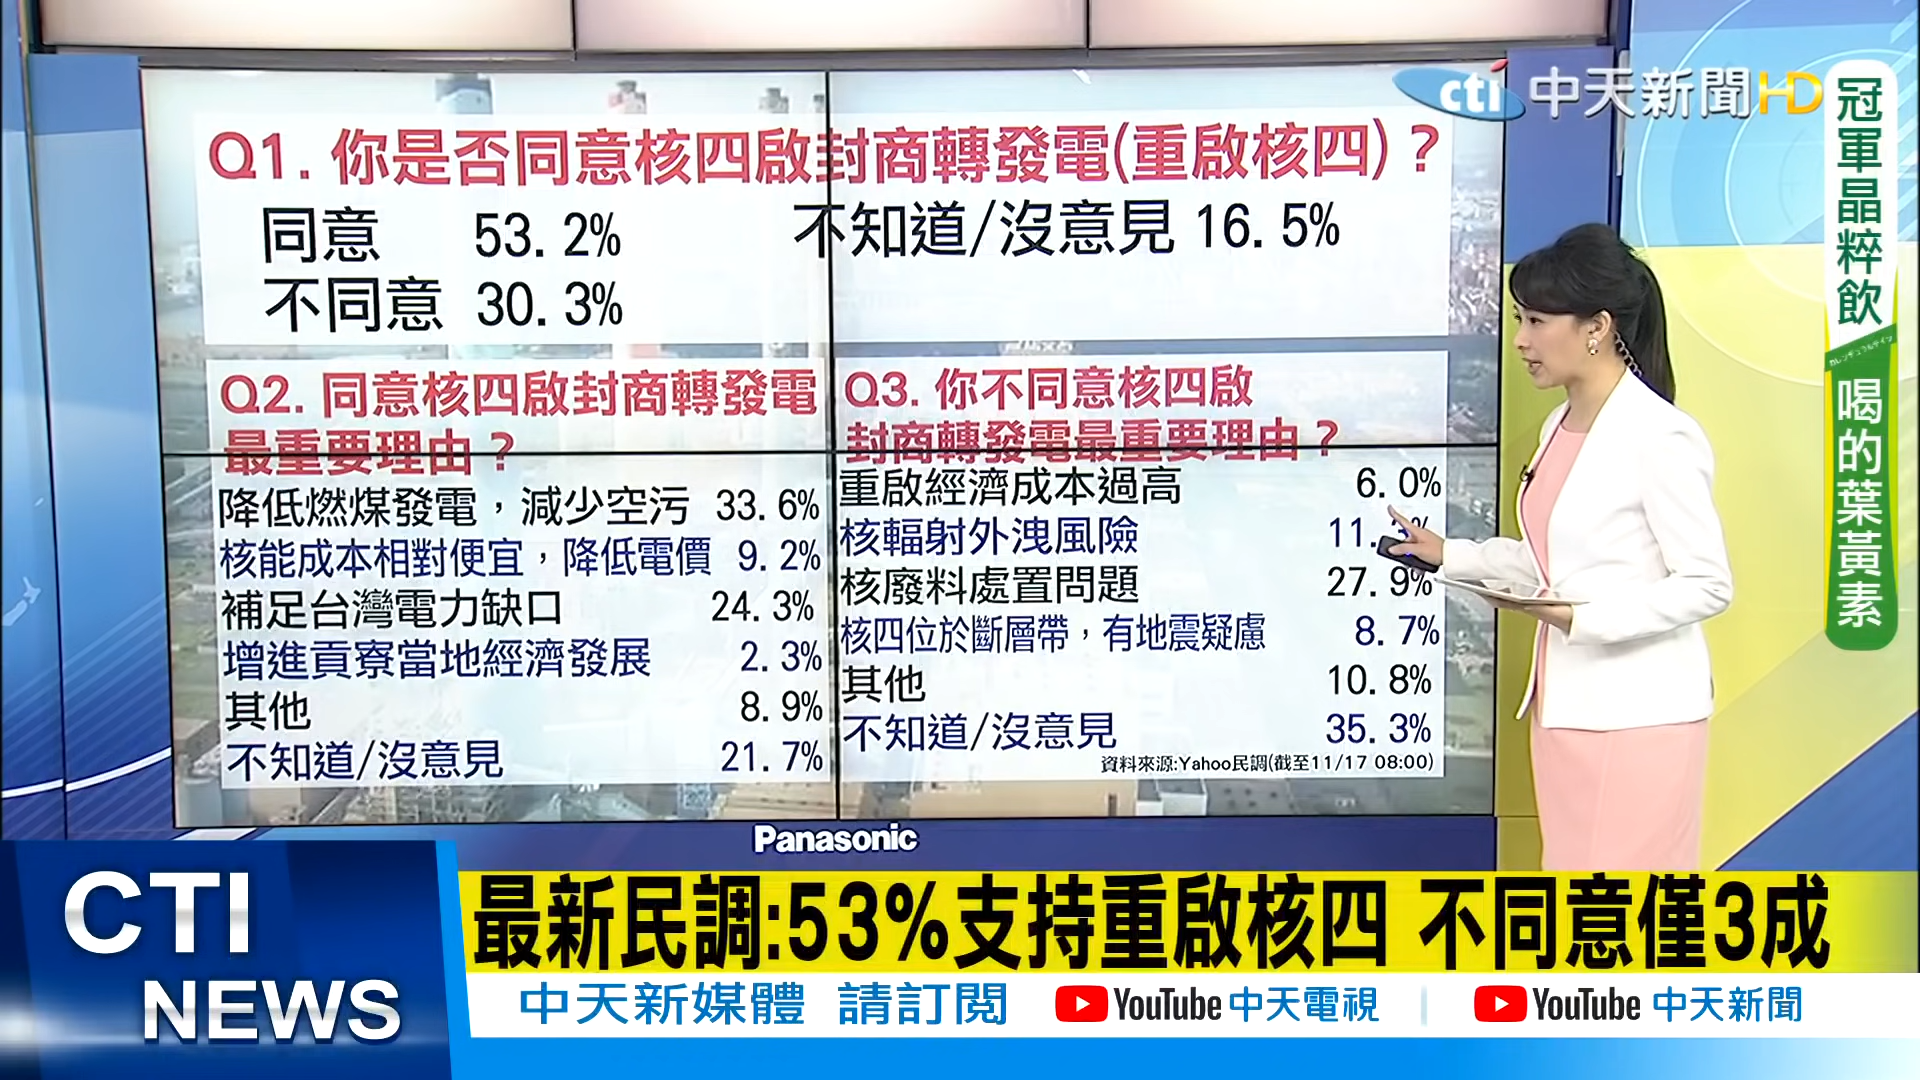 cti 中天新聞HD
冠軍晶粹飲
喝的葉黃素
Q1. 你是否同意核四啟封商轉發電(重啟核四)？
同意 53.2%
不知道/沒意見 16.5%
不同意 30.3%
Q2. 同意核四啟封商轉發電
最重要理由？
降低燃煤發電，減少空污 33.6%
核能成本相對便宜，降低電價 9.2%
補足台灣電力缺口 24.3%
增進貢寮當地經濟發展 2.3%
其他 8.9%
不知道/沒意見 21.7%
Q3. 你不同意核四啟
封商轉發電最重要理由？
重啟經濟成本過高 6.0%
核輻射外洩風險 11.3%
核廢料處置問題 27.9%
核四位於斷層帶，有地震疑慮 8.7%
其他 10.8%
不知道/沒意見 35.3%
資料來源:Yahoo民調(截至11/17 08:00)
Panasonic
CTI
NEWS
最新民調:53%支持重啟核四 不同意僅3成
中天新媒體 請訂閱 YouTube 中天電視 | YouTube 中天新聞